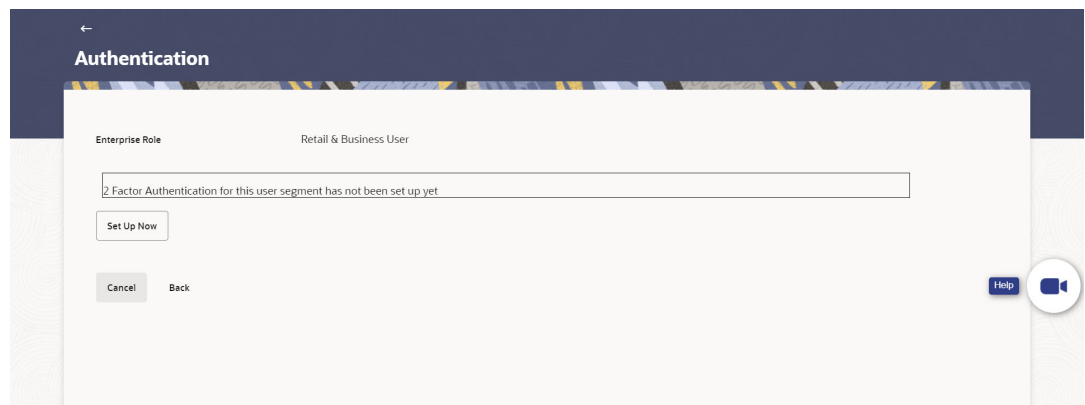 ←
Authentication
Enterprise Role Retail & Business User
2 Factor Authentication for this user segment has not been set up yet
Set Up Now
Cancel Back
Help